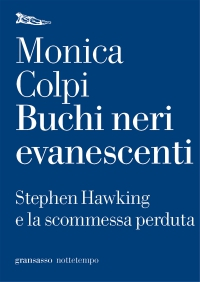 Monica
Colpi
Buchi neri
evanescenti
Stephen Hawking
e la scommessa perduta
gransasso nottetempo